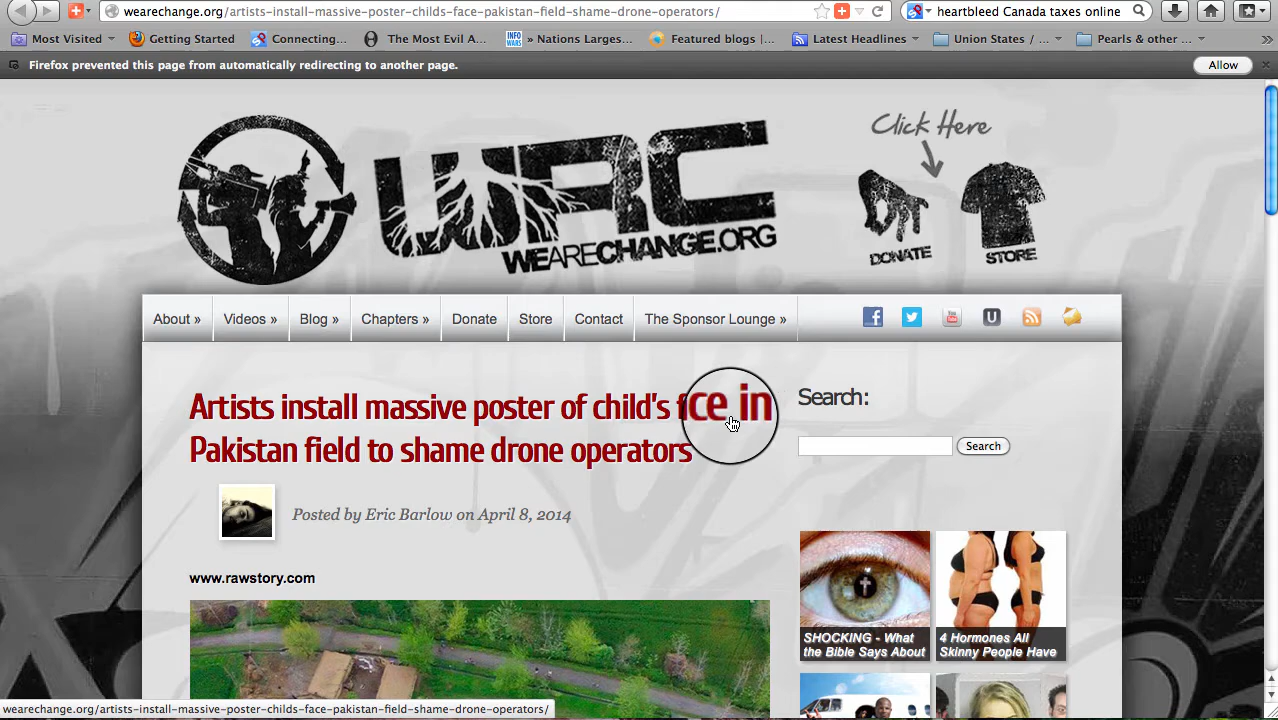 wearechange.org/artists-install-massive-poster-childs-face-pakistan-field-shame-drone-operators/
heartbleed Canada taxes online
Most Visited
Getting Started
Connecting...
The Most Evil A...
INFO WARS
» Nations Larges...
Featured blogs |...
Latest Headlines
Union States / ...
Pearls & other ...
»
Firefox prevented this page from automatically redirecting to another page.
Allow
Click Here
WRC
WEARECHANGE.ORG
DONATE
STORE
About »
Videos »
Blog »
Chapters »
Donate
Store
Contact
The Sponsor Lounge »
Artists install massive poster of child's face in
Pakistan field to shame drone operators
Search:
Search
Posted by Eric Barlow on April 8, 2014
www.rawstory.com
SHOCKING - What
the Bible Says About
4 Hormones All
Skinny People Have
wearechange.org/artists-install-massive-poster-childs-face-pakistan-field-shame-drone-operators/